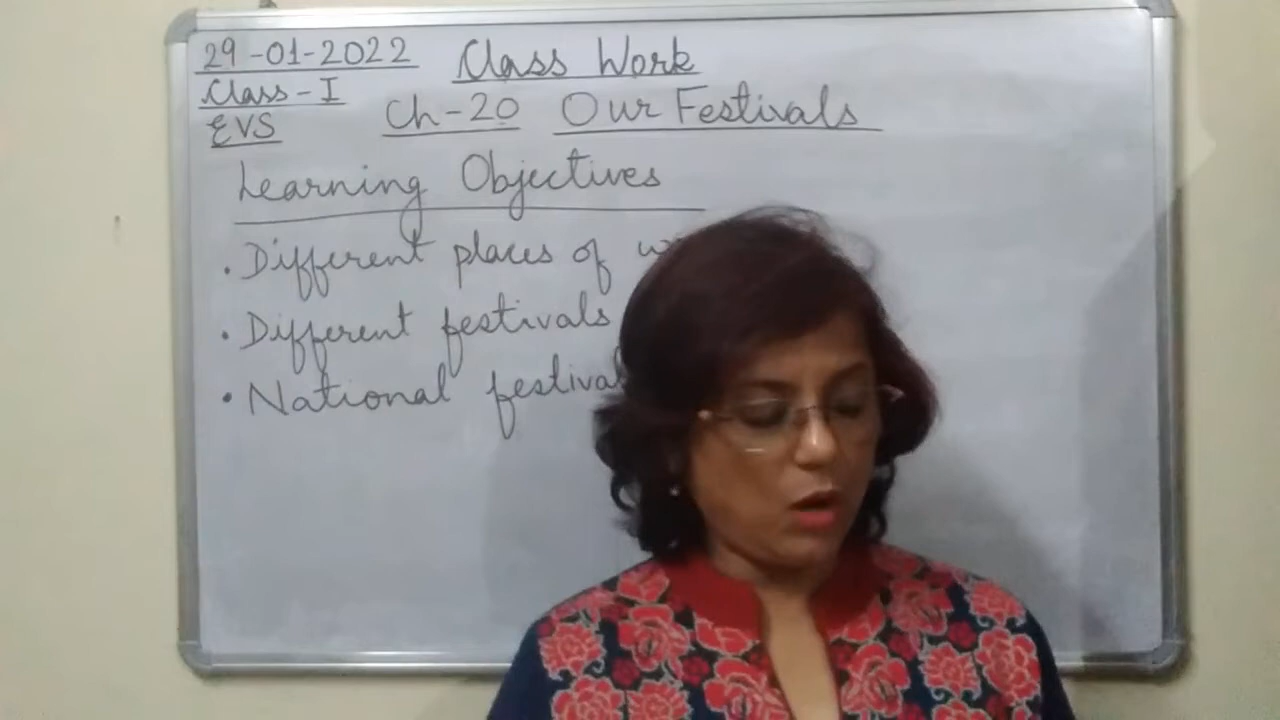 29-01-2022 Class Work
Class-I
EVS Ch-20 Our Festivals
Learning Objectives
. Different places of
. Different festivals
• National festival